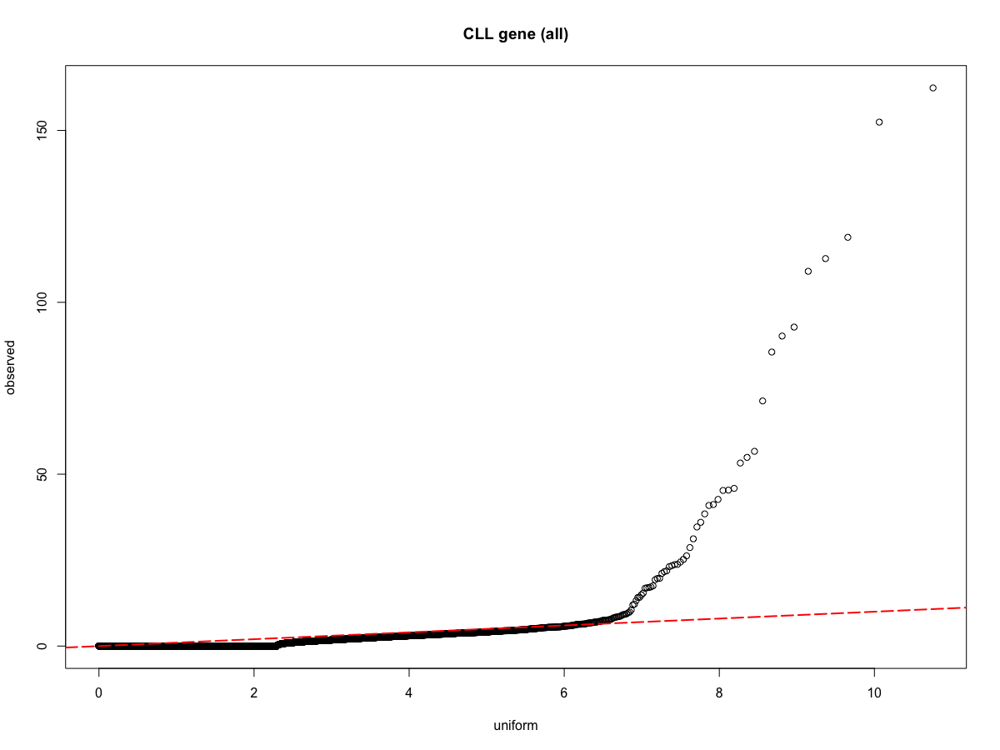 CLL gene (all)
observed
150
100
50
0
0 2 4 6 8 10
uniform